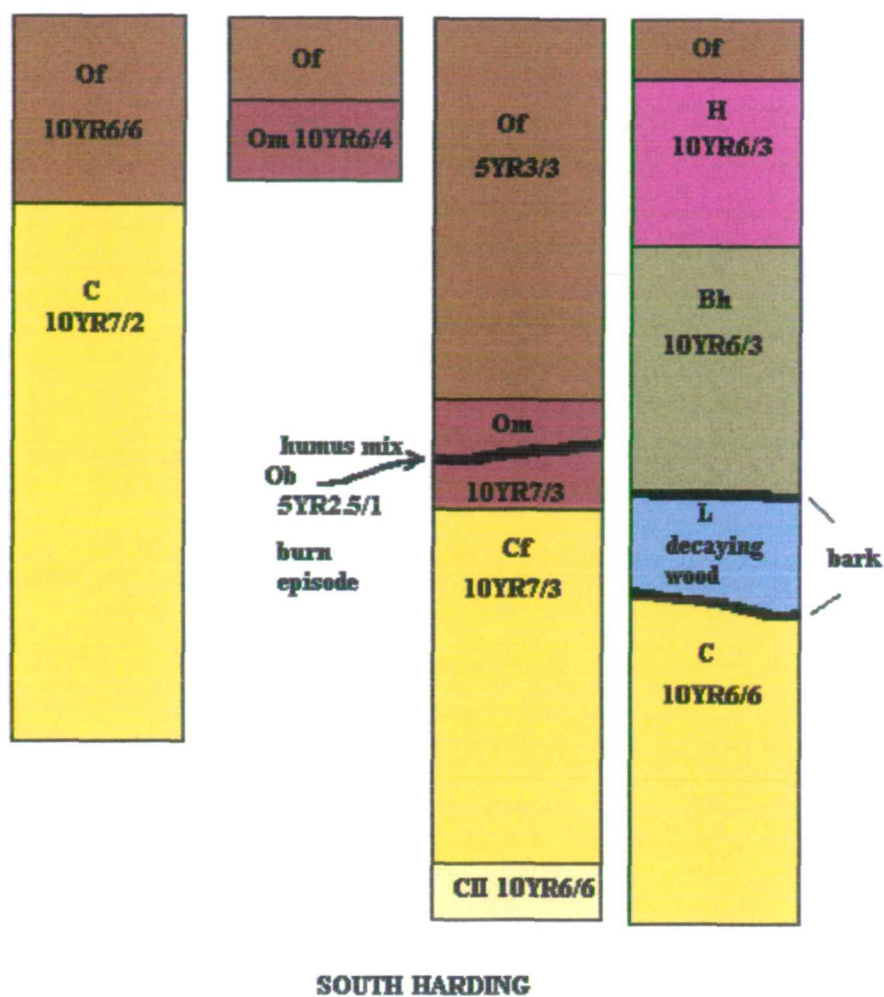 Of
10YR6/6
C
10YR7/2
Of
Om 10YR6/4
humus mix
Ob
5YR2.5/1
burn
episode
Of
5YR3/3
Om
10YR7/3
Cf
10YR7/3
CII 10YR6/6
Of
H
10YR6/3
Bh
10YR6/3
L
decaying
wood
bark
C
10YR6/6
SOUTH HARDING